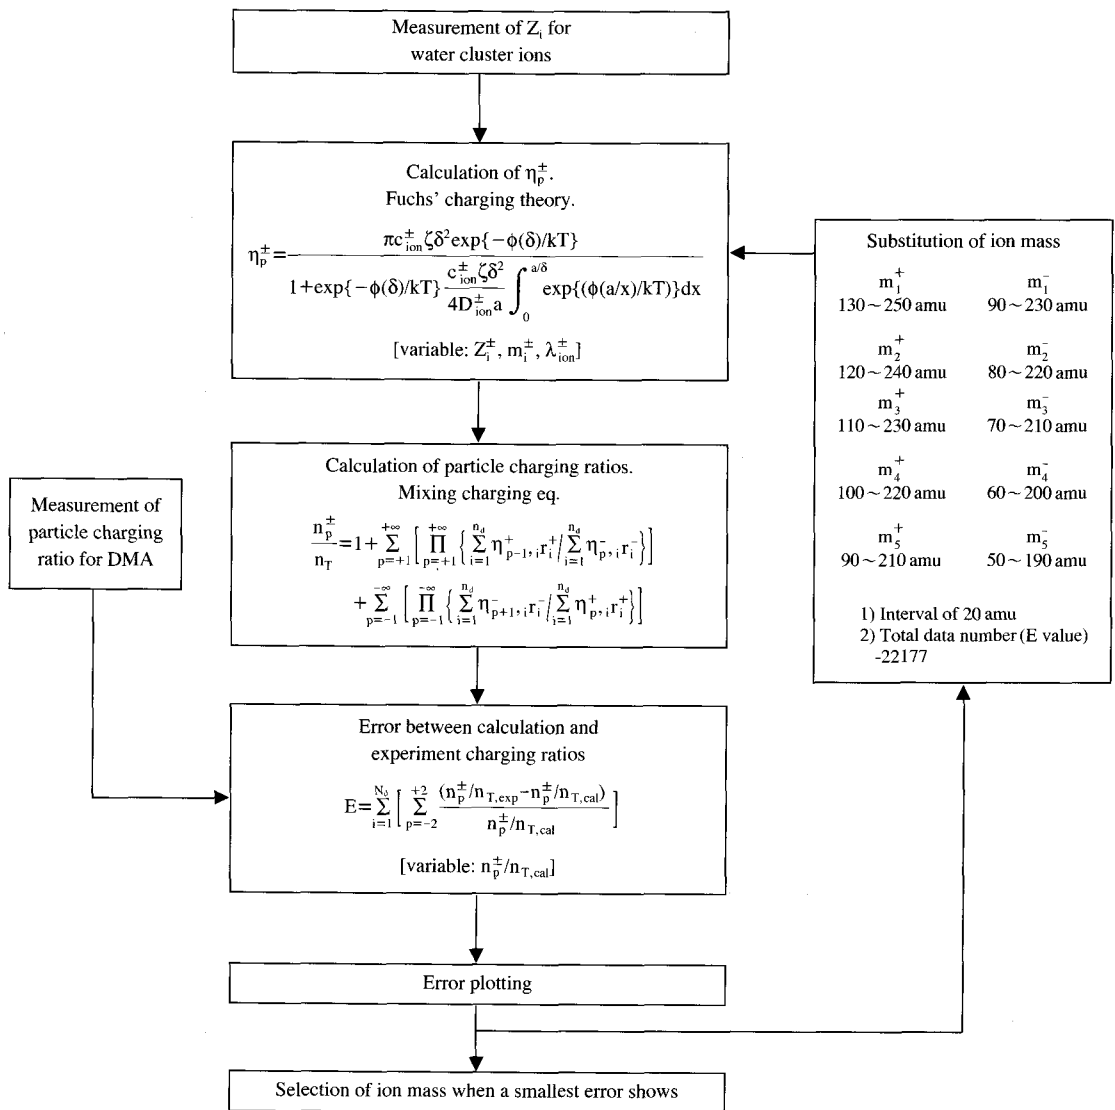 Measurement of Z_i for
water cluster ions
Calculation of η_p^±.
Fuchs' charging theory.
η_p^± = πc_ion^± ζδ² exp{−ϕ(δ)/kT} / 1+exp{−ϕ(δ)/kT} c_ion^± ζδ² / 4D_ion^± a ∫_0^{a/δ} exp{(ϕ(a/x)/kT)}dx
[variable: Z_i^±, m_i^±, λ_ion^±]
Substitution of ion mass
m_1^+ m_1^-
130~250 amu 90~230 amu
m_2^+ m_2^-
120~240 amu 80~220 amu
m_3^+ m_3^-
110~230 amu 70~210 amu
m_4^+ m_4^-
100~220 amu 60~200 amu
m_5^+ m_5^-
90~210 amu 50~190 amu
1) Interval of 20 amu
2) Total data number (E value)
-22177
Calculation of particle charging ratios.
Mixing charging eq.
n_p^±/n_T = 1+ Σ_{p=+1}^{+∞} [ Π_{p=+1}^{+∞} { Σ_{i=1}^{n_d} η_{p-1,i}^+ r_i^+ / Σ_{i=1}^{n_d} η_{p,i}^- r_i^- } ]
+ Σ_{p=-1}^{-∞} [ Π_{p=-1}^{-∞} { Σ_{i=1}^{n_d} η_{p+1,i}^- r_i^- / Σ_{i=1}^{n_d} η_{p,i}^+ r_i^+ } ]
Measurement of
particle charging
ratio for DMA
Error between calculation and
experiment charging ratios
E = Σ_{i=1}^{N_δ} [ Σ_{p=-2}^{+2} (n_p^±/n_{T,exp} − n_p^±/n_{T,cal}) / n_p^±/n_{T,cal} ]
[variable: n_p^±/n_{T,cal}]
Error plotting
Selection of ion mass when a smallest error shows